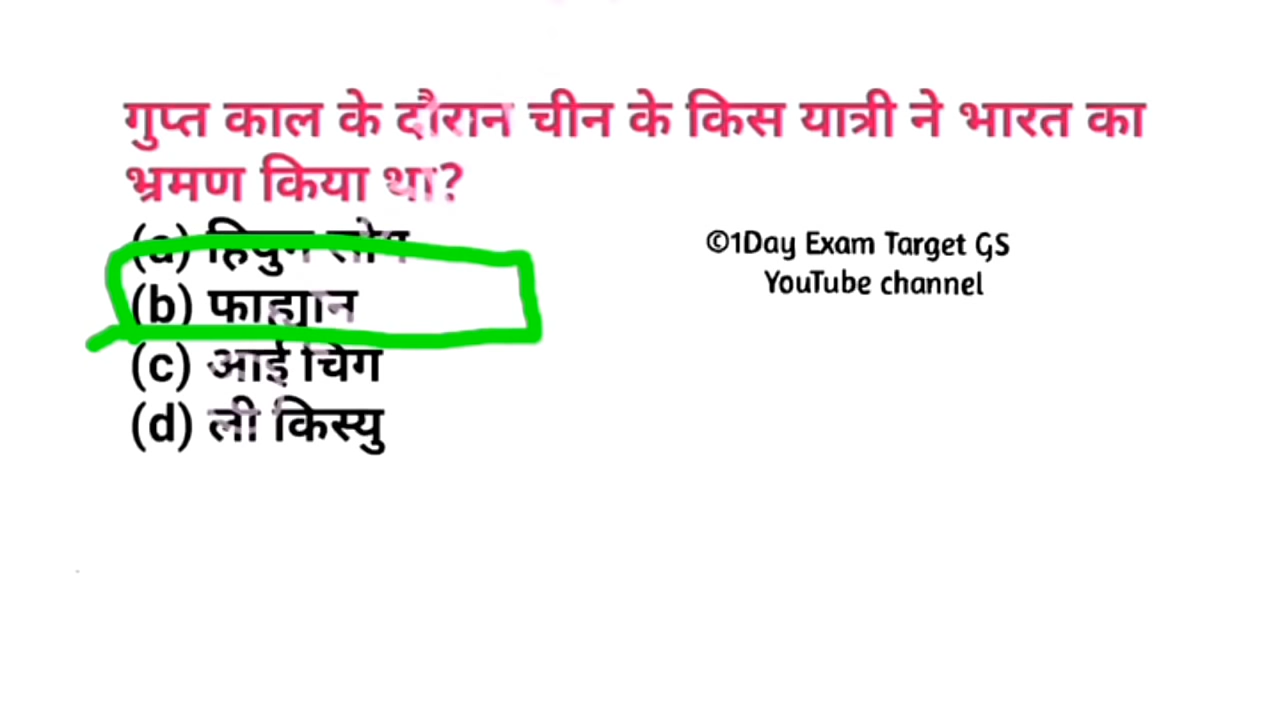 गुप्त काल के दौरान चीन के किस यात्री ने भारत का
भ्रमण किया था?
(a)
©1Day Exam Target GS
YouTube channel
(b) फाह्यान
(c) आई चिंग
(d) ली किस्यु